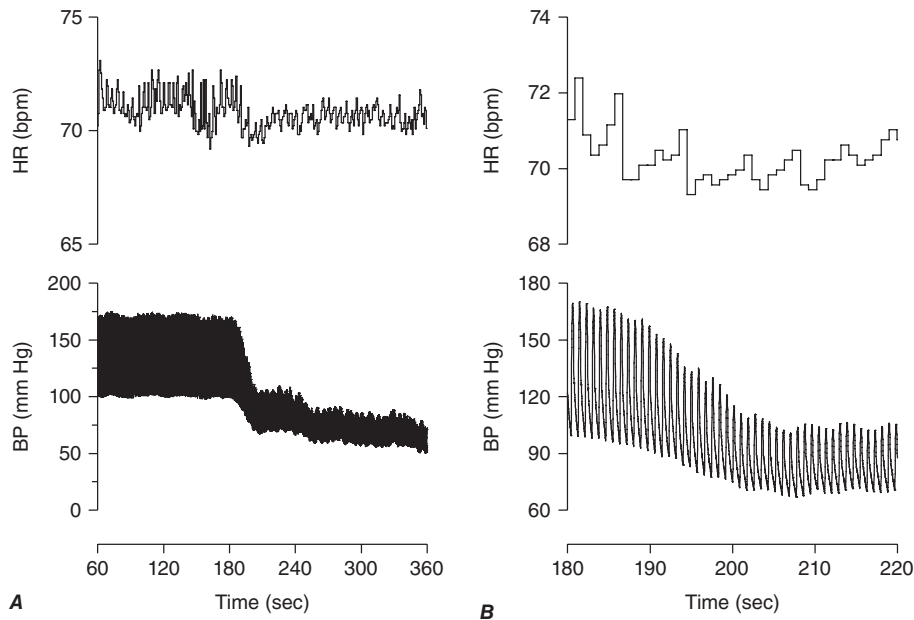 75
70
65
HR (bpm)
200
150
100
50
0
BP (mm Hg)
60 120 180 240 300 360
Time (sec)
A
74
72
70
68
HR (bpm)
180
150
120
90
60
BP (mm Hg)
180 190 200 210 220
Time (sec)
B